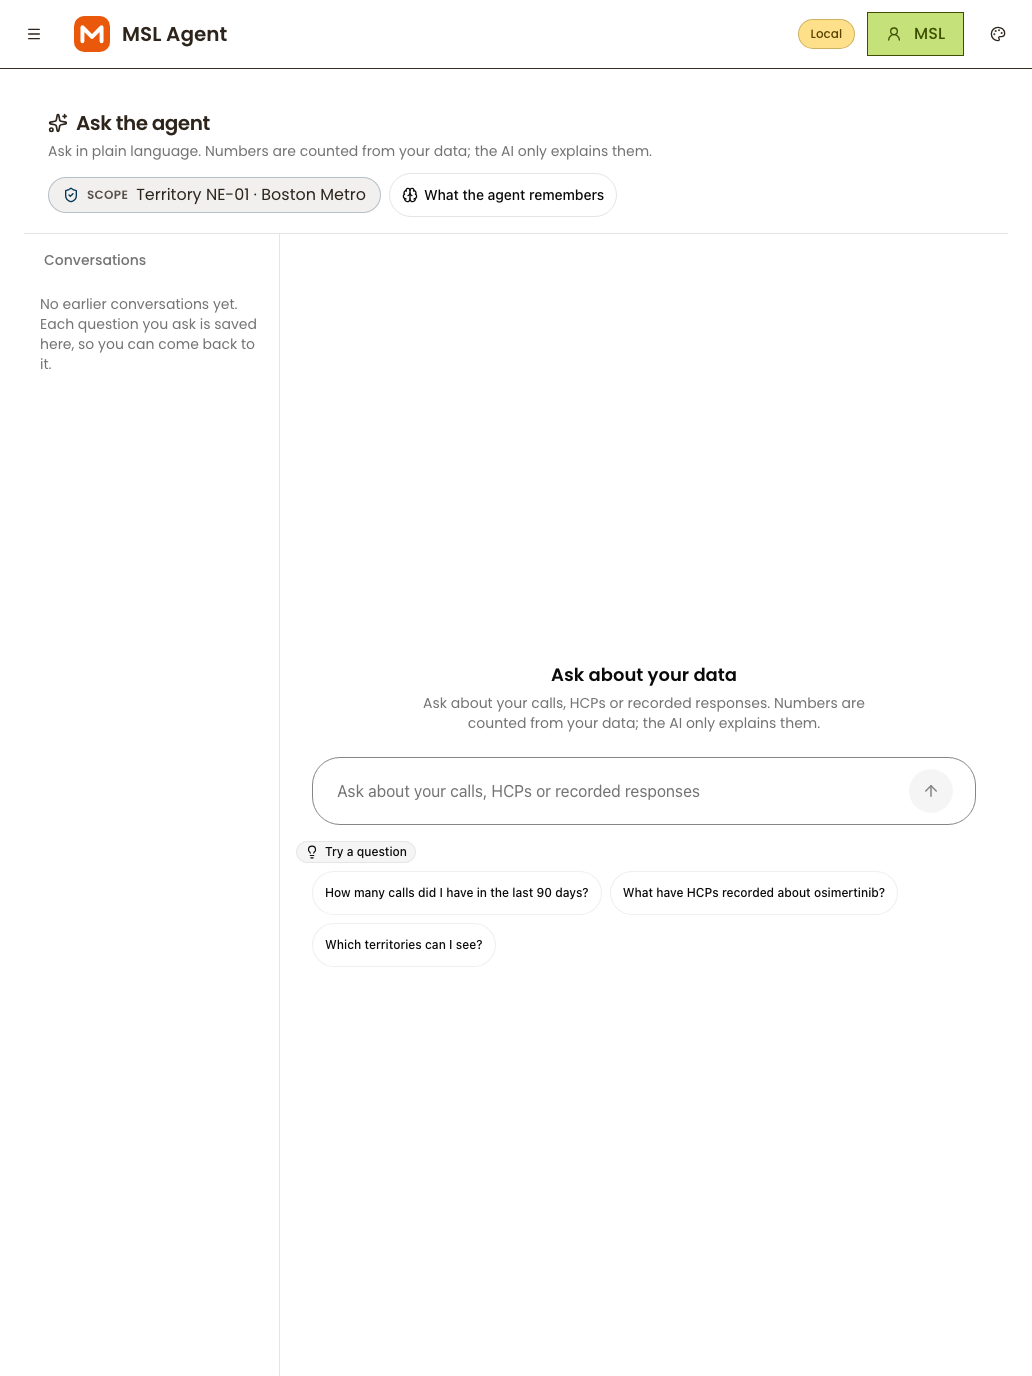 MSL Agent
Local
MSL
Ask the agent
Ask in plain language. Numbers are counted from your data; the AI only explains them.
SCOPE Territory NE-01 · Boston Metro
What the agent remembers
Conversations
No earlier conversations yet.
Each question you ask is saved
here, so you can come back to
it.
Ask about your data
Ask about your calls, HCPs or recorded responses. Numbers are
counted from your data; the AI only explains them.
Ask about your calls, HCPs or recorded responses
Try a question
How many calls did I have in the last 90 days?
What have HCPs recorded about osimertinib?
Which territories can I see?